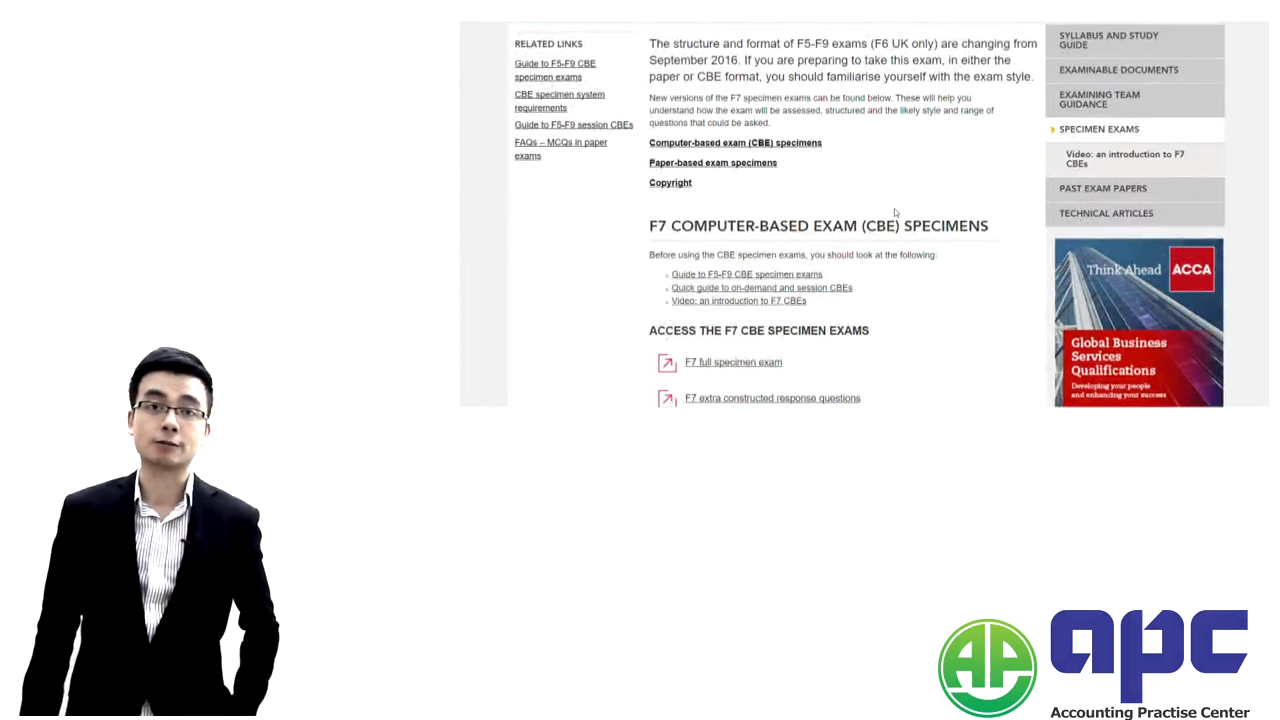 RELATED LINKS
Guide to F5-F9 CBE
specimen exams
CBE specimen system
requirements
Guide to F5-F9 session CBEs
FAQs – MCQs in paper
exams
The structure and format of F5-F9 exams (F6 UK only) are changing from
September 2016. If you are preparing to take this exam, in either the
paper or CBE format, you should familiarise yourself with the exam style.
New versions of the F7 specimen exams can be found below. These will help you
understand how the exam will be assessed, structured and the likely style and range of
questions that could be asked.
Computer-based exam (CBE) specimens
Paper-based exam specimens
Copyright
F7 COMPUTER-BASED EXAM (CBE) SPECIMENS
Before using the CBE specimen exams, you should look at the following:
Guide to F5-F9 CBE specimen exams
Quick guide to on-demand and session CBEs
Video: an introduction to F7 CBEs
ACCESS THE F7 CBE SPECIMEN EXAMS
F7 full specimen exam
F7 extra constructed response questions
SYLLABUS AND STUDY
GUIDE
EXAMINABLE DOCUMENTS
EXAMINING TEAM
GUIDANCE
SPECIMEN EXAMS
Video: an introduction to F7
CBEs
PAST EXAM PAPERS
TECHNICAL ARTICLES
Think Ahead ACCA
Global Business
Services
Qualifications
Developing your people
and enhancing your success
AP apc
Accounting Practise Center